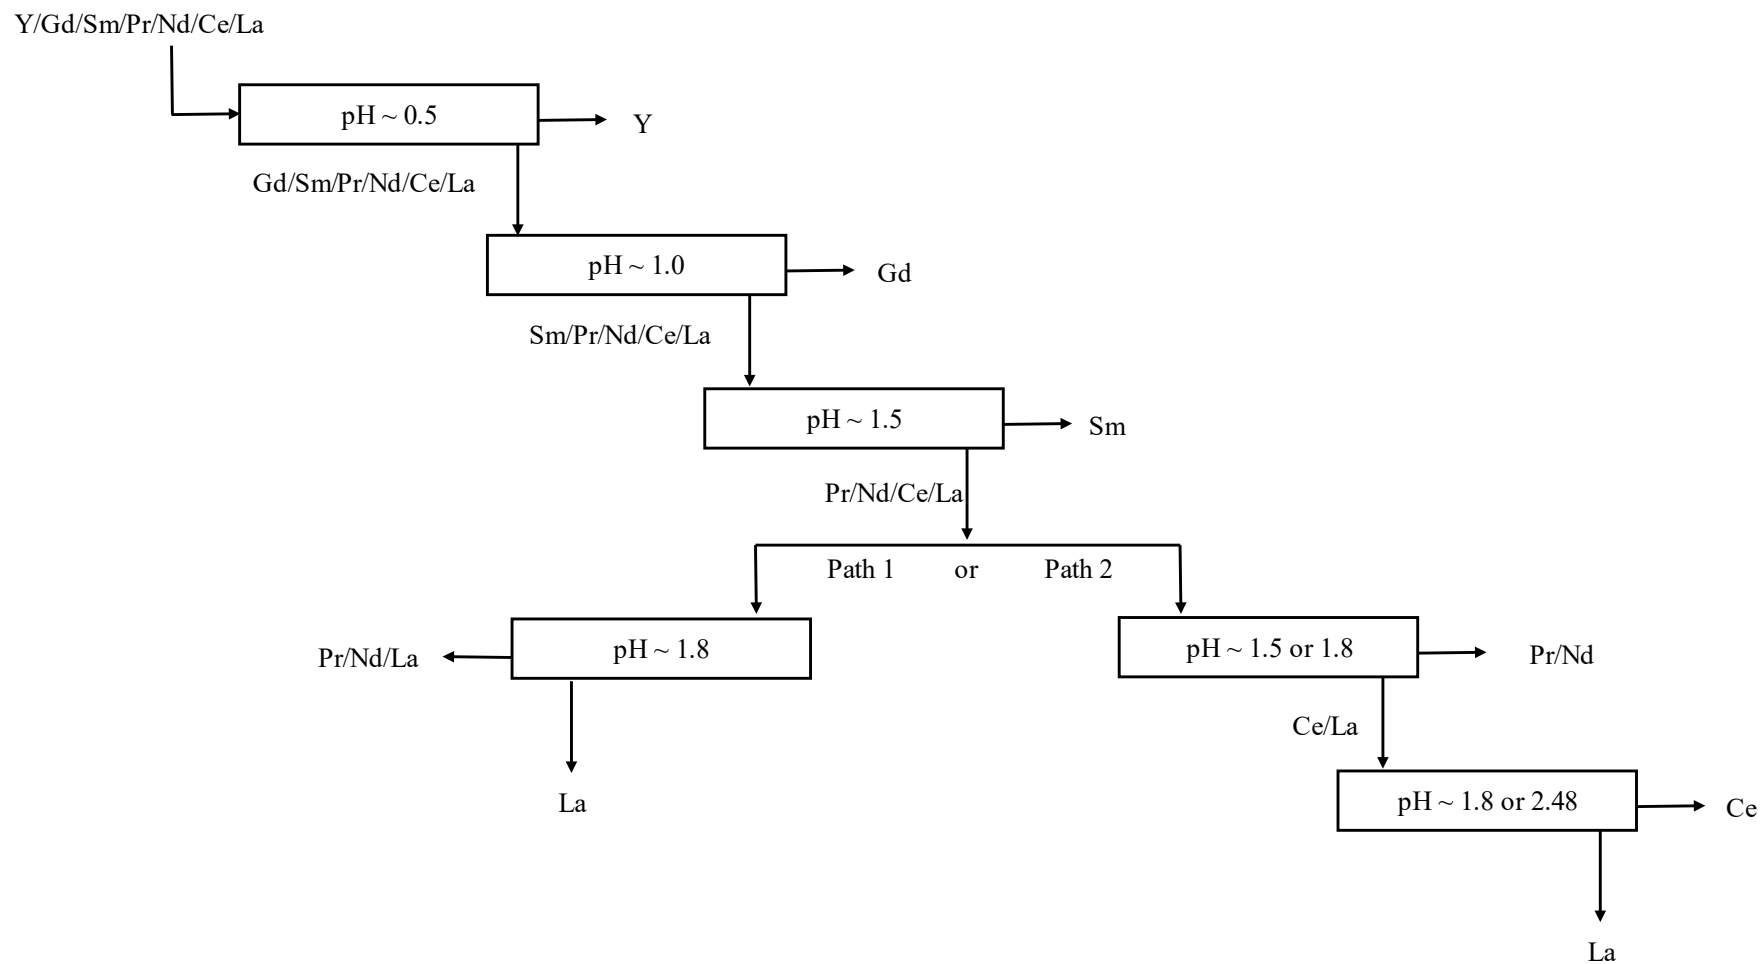 Y/Gd/Sm/Pr/Nd/Ce/La
pH ~ 0.5
Y
Gd/Sm/Pr/Nd/Ce/La
pH ~ 1.0
Gd
Sm/Pr/Nd/Ce/La
pH ~ 1.5
Sm
Pr/Nd/Ce/La
Path 1 or Path 2
Pr/Nd/La
pH ~ 1.8
pH ~ 1.5 or 1.8
Pr/Nd
Ce/La
La
pH ~ 1.8 or 2.48
Ce
La